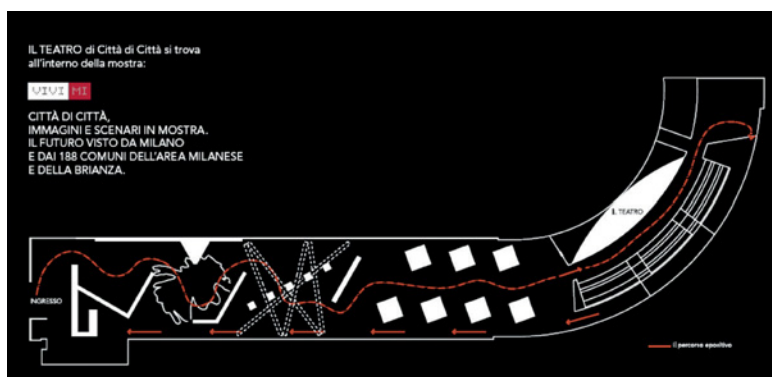 IL TEATRO di Città di Città si trova
all'interno della mostra:
VIVI MI
CITTÀ DI CITTÀ,
IMMAGINI E SCENARI IN MOSTRA.
IL FUTURO VISTO DA MILANO
E DAI 188 COMUNI DELL'AREA MILANESE
E DELLA BRIANZA.
IL TEATRO
INGRESSO
il percorso espositivo